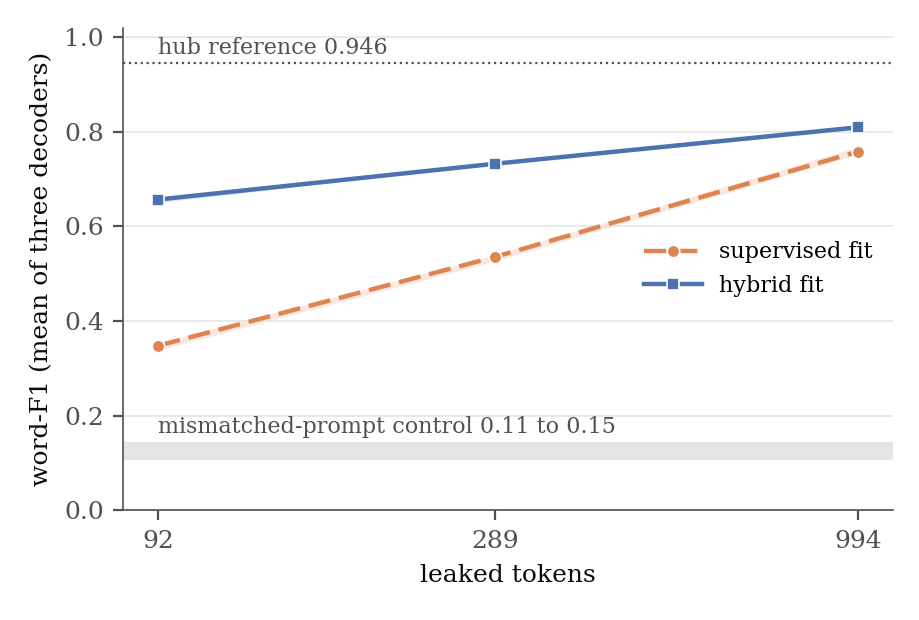 word-F1 (mean of three decoders)
1.0
0.8
0.6
0.4
0.2
0.0
hub reference 0.946
supervised fit
hybrid fit
mismatched-prompt control 0.11 to 0.15
92
289
994
leaked tokens